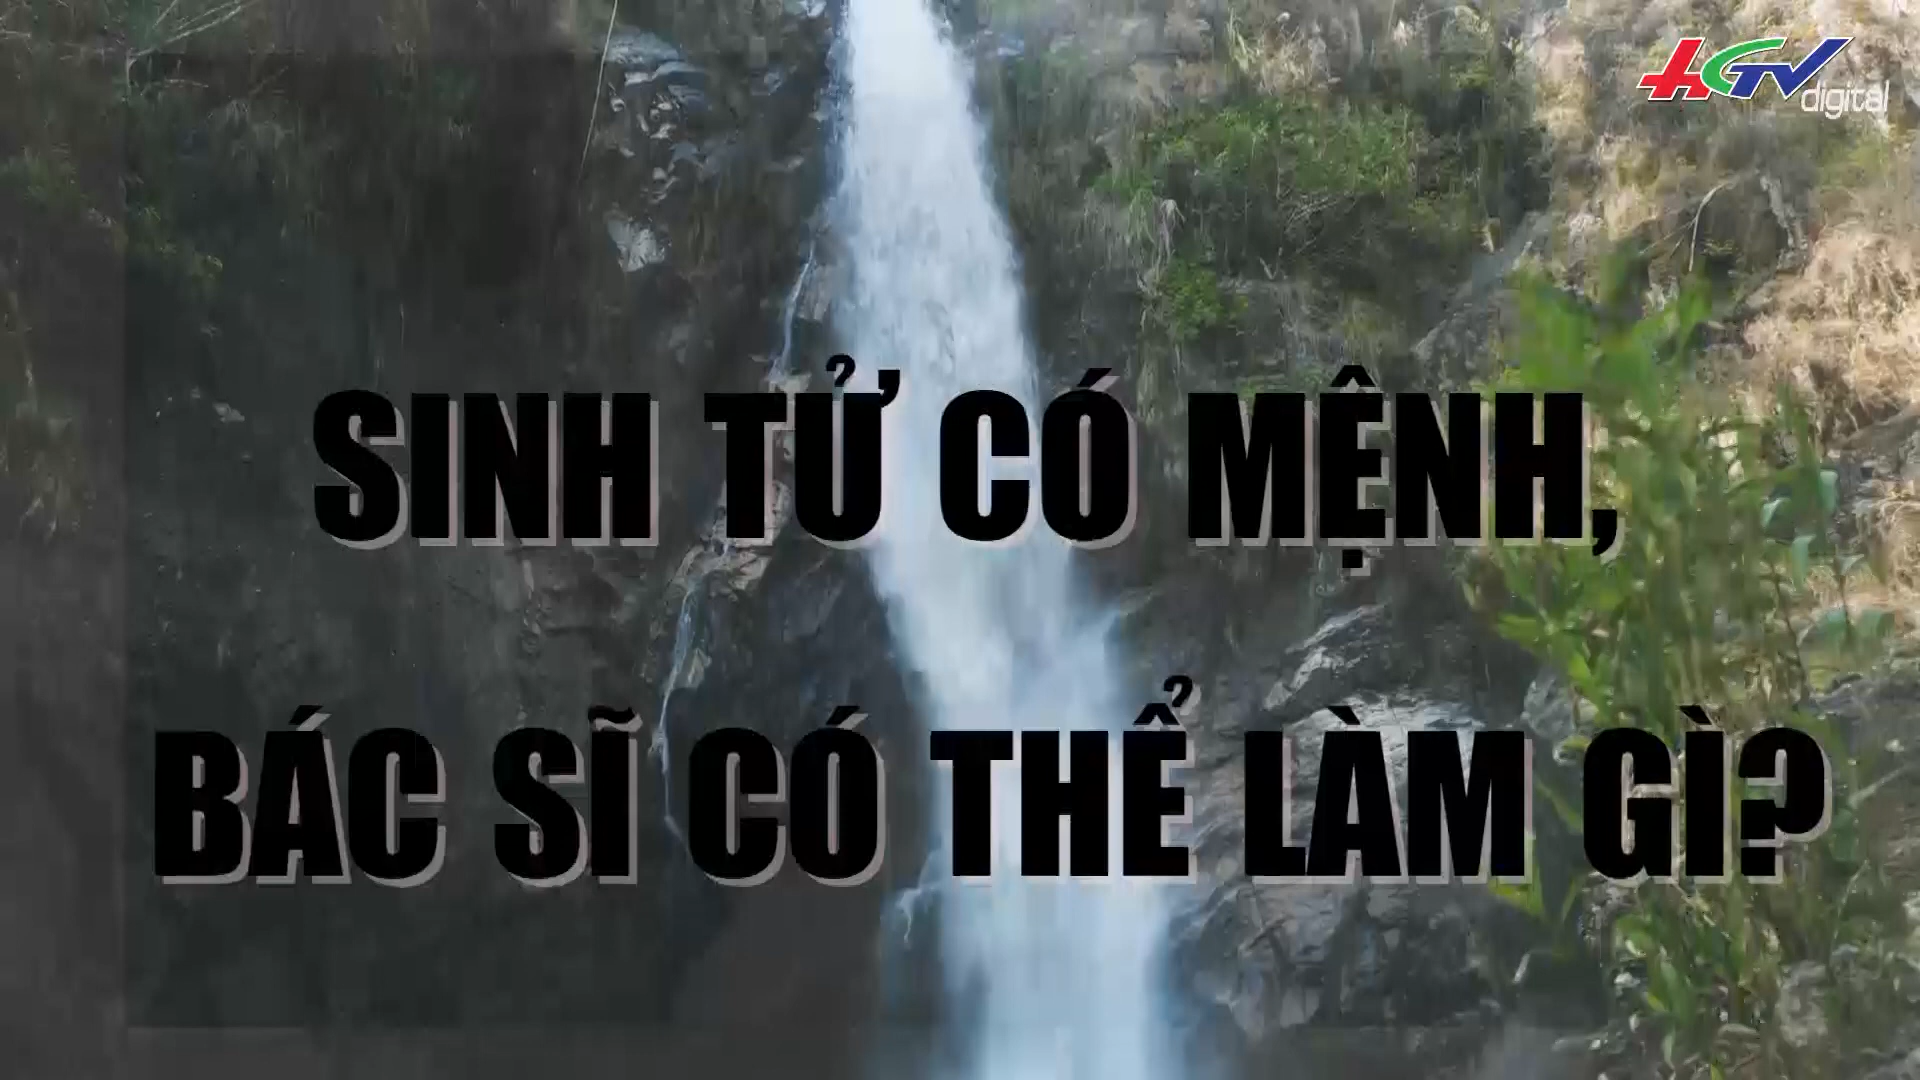 HGTV
digital
SINH TỬ CÓ MỆNH,
BÁC SĨ CÓ THỂ LÀM GÌ?